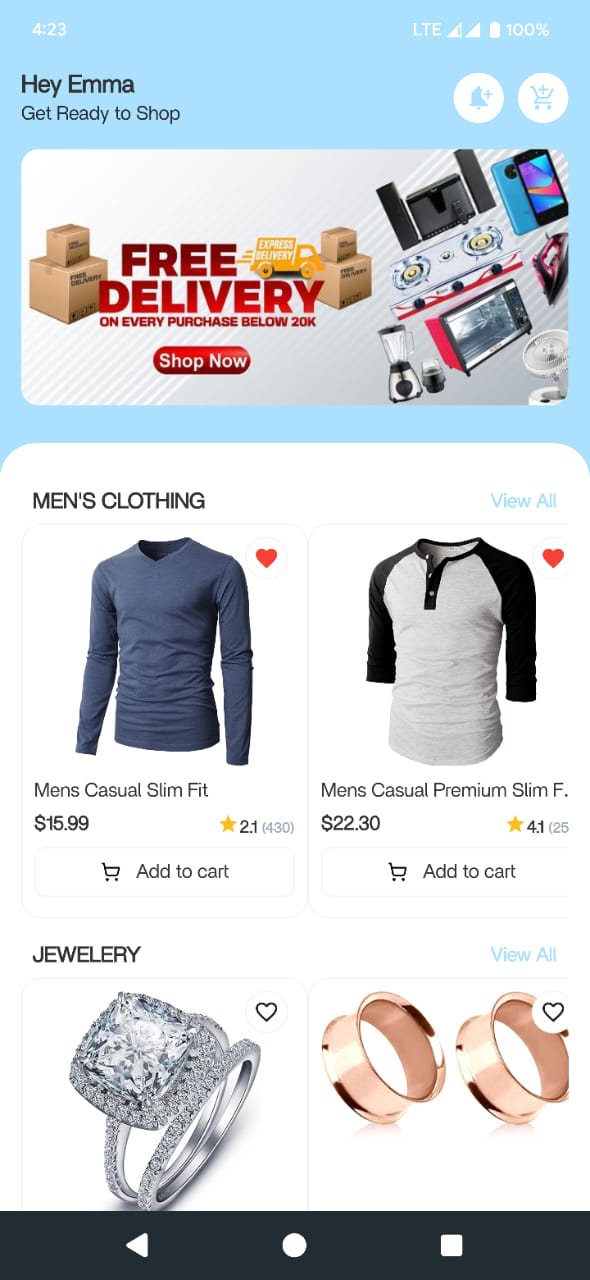 4:23
LTE 100%
Hey Emma
Get Ready to Shop
EXPRESS
DELIVERY
FREE
DELIVERY
ON EVERY PURCHASE BELOW 20K
Shop Now
FREE
DELIVERY
MEN'S CLOTHING
View All
Mens Casual Slim Fit
$15.99
2.1 (430)
Add to cart
Mens Casual Premium Slim F.
$22.30
4.1 (25
Add to cart
JEWELERY
View All